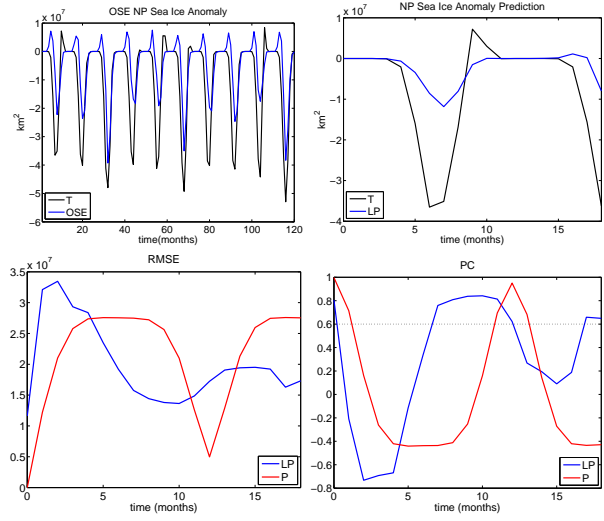 OSE NP Sea Ice Anomaly
x 10^7
km^2
1
0
−1
−2
−3
−4
−5
−6
T
OSE
0 20 40 60 80 100 120
time(months)
NP Sea Ice Anomaly Prediction
x 10^7
km^2
1
0
−1
−2
−3
−4
T
LP
0 5 10 15
time (months)
RMSE
x 10^7
3.5
3
2.5
2
1.5
1
0.5
0
LP
P
0 5 10 15
time (months)
PC
1
0.8
0.6
0.4
0.2
0
−0.2
−0.4
−0.6
−0.8
LP
P
0 5 10 15
time (months)